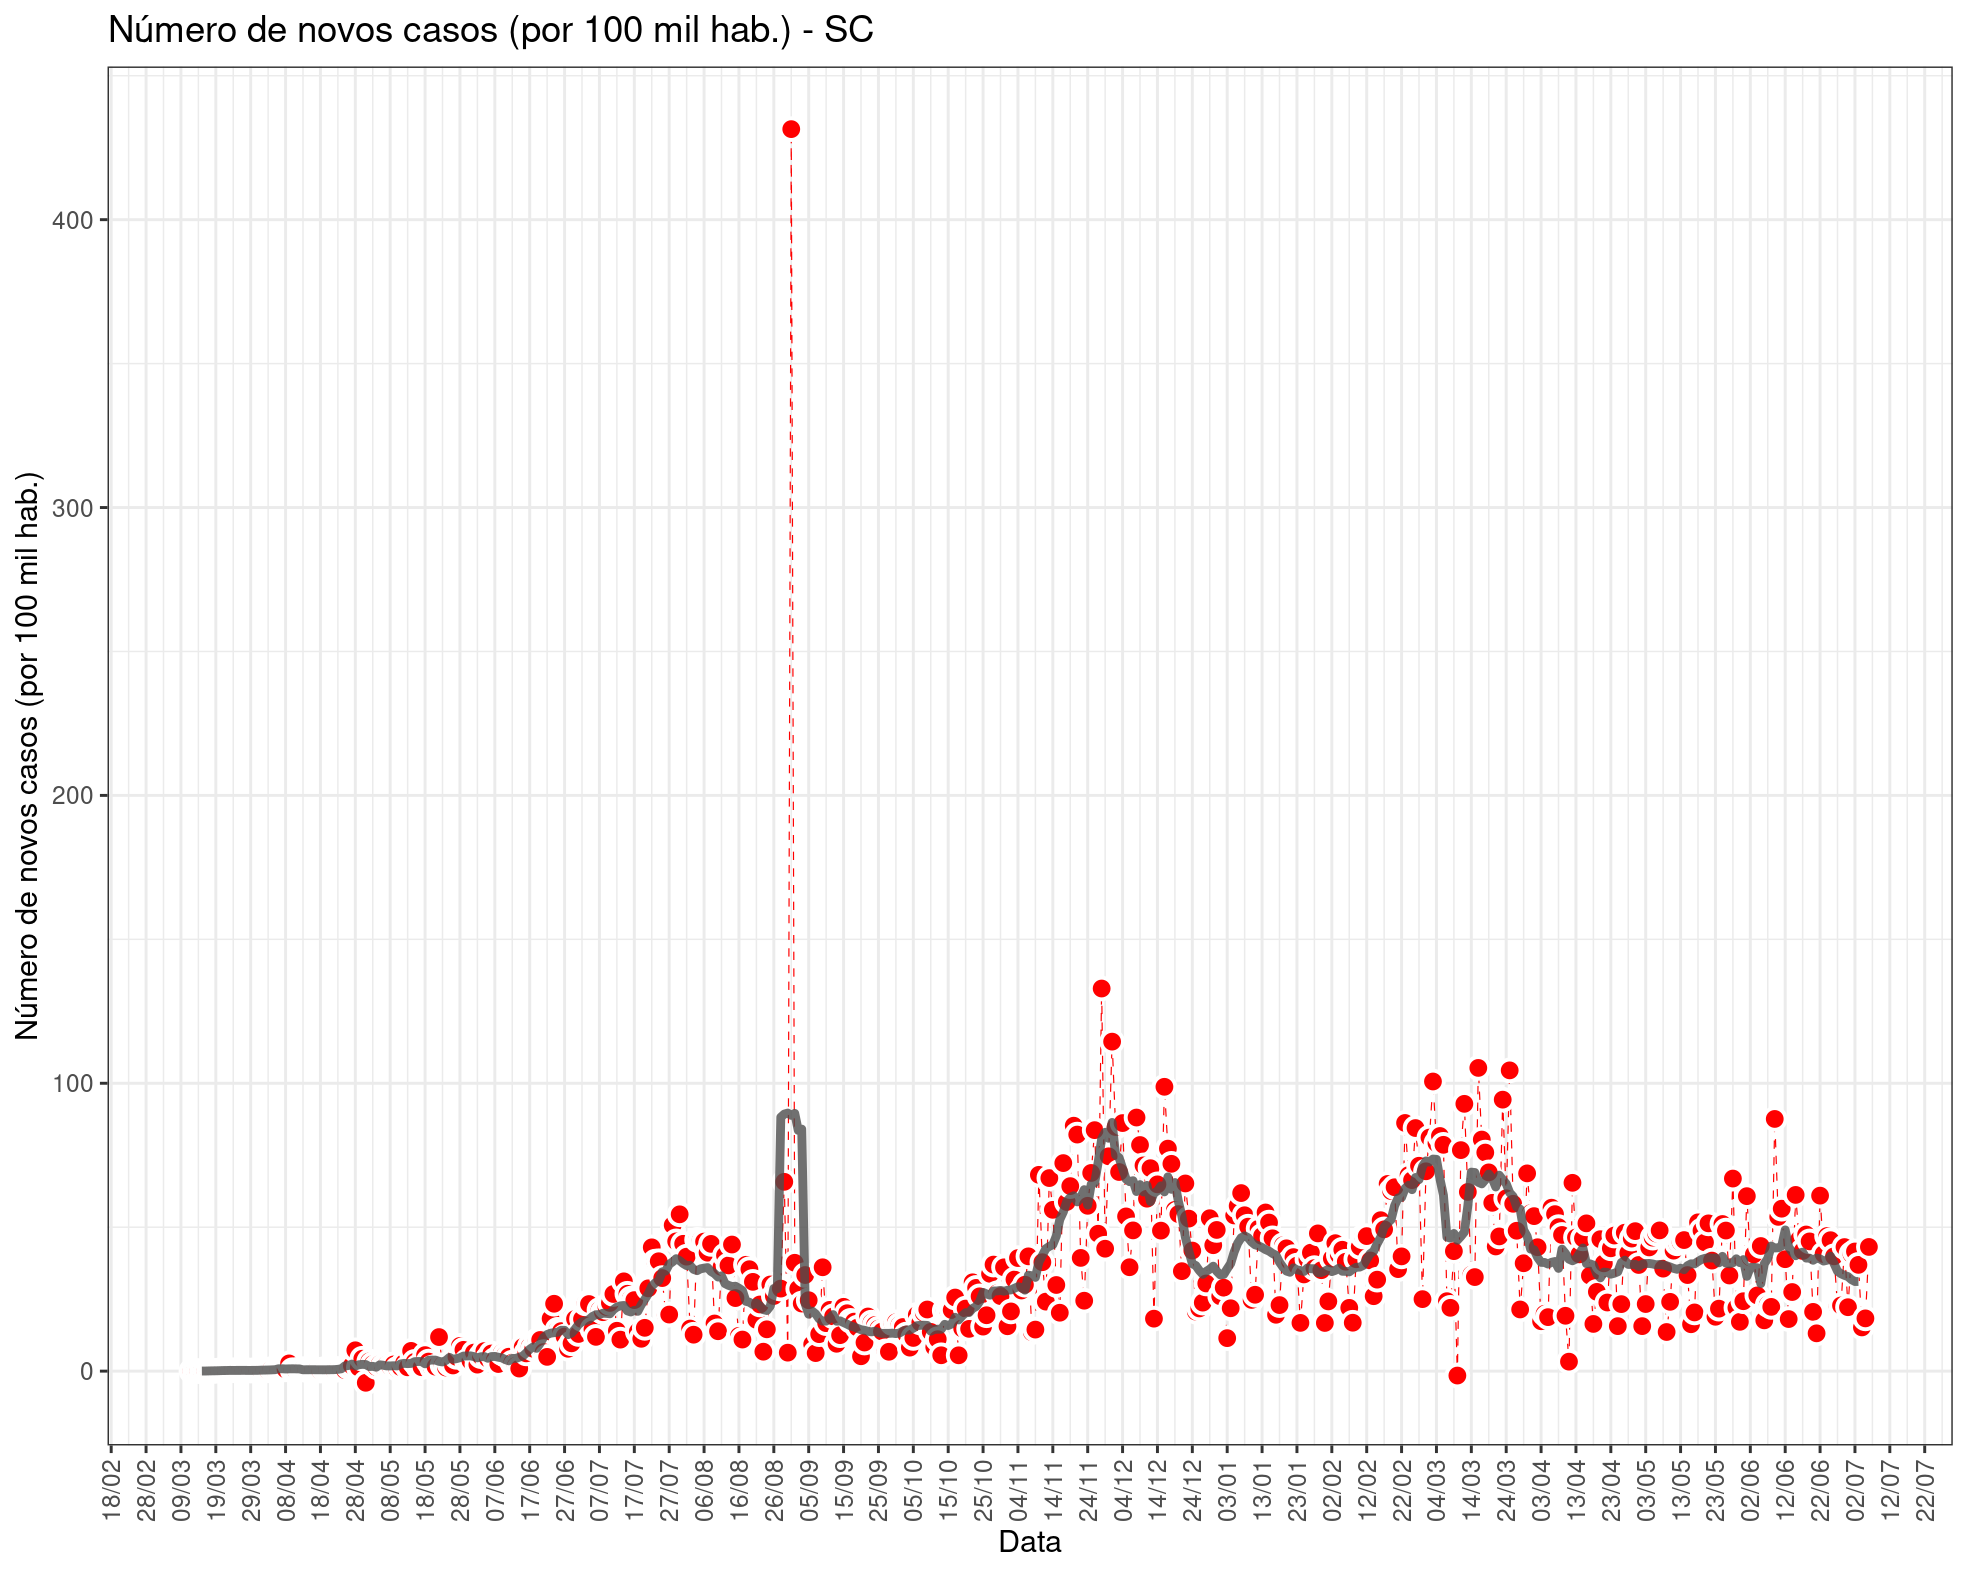 Número de novos casos (por 100 mil hab.) - SC
Número de novos casos (por 100 mil hab.)
400
300
200
100
0
18/02 28/02 09/03 19/03 29/03 08/04 18/04 28/04 08/05 18/05 28/05 07/06 17/06 27/06 07/07 17/07 27/07 06/08 16/08 26/08 05/09 15/09 25/09 05/10 15/10 25/10 04/11 14/11 24/11 04/12 14/12 24/12 03/01 13/01 23/01 02/02 12/02 22/02 04/03 14/03 24/03 03/04 13/04 23/04 03/05 13/05 23/05 02/06 12/06 22/06 02/07 12/07 22/07
Data